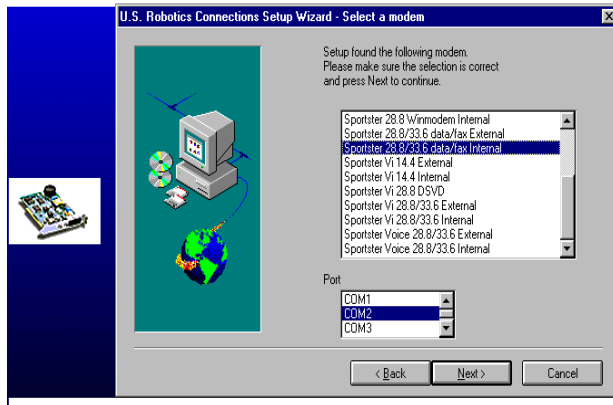 U.S. Robotics Connections Setup Wizard - Select a modem
Setup found the following modem.
Please make sure the selection is correct
and press Next to continue.
Sportster 28.8 Winmodem Internal
Sportster 28.8/33.6 data/fax External
Sportster 28.8/33.6 data/fax Internal
Sportster Vi 14.4 External
Sportster Vi 14.4 Internal
Sportster Vi 28.8 DSVD
Sportster Vi 28.8/33.6 External
Sportster Vi 28.8/33.6 Internal
Sportster Voice 28.8/33.6 External
Sportster Voice 28.8/33.6 Internal
Port
COM1
COM2
COM3
< Back
Next >
Cancel